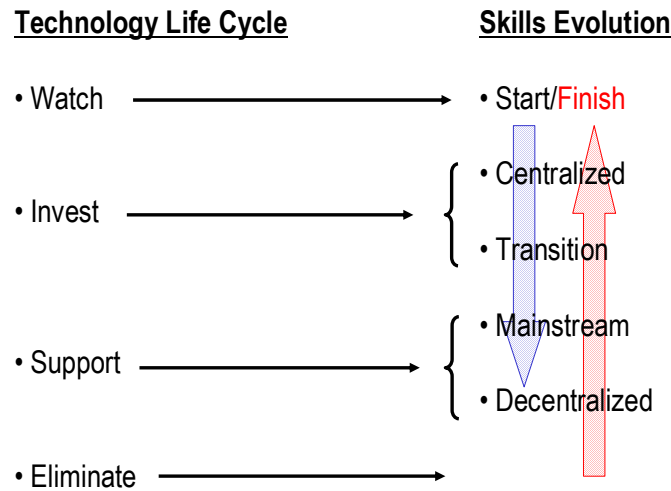 Technology Life Cycle Skills Evolution
• Watch • Start/Finish
• Centralized
• Invest
• Transition
• Mainstream
• Support
• Decentralized
• Eliminate